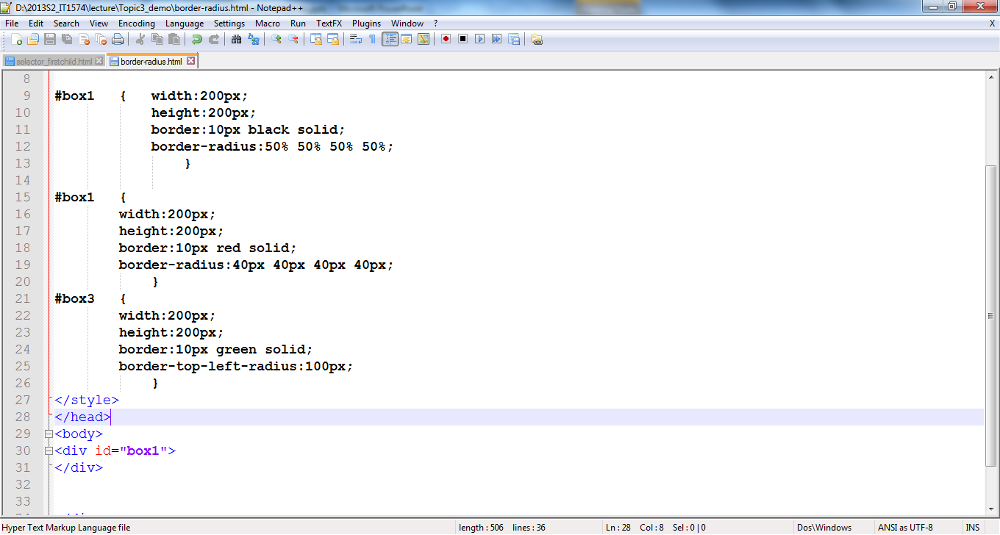 D:\2013S2_IT1574\lecture\Topic3_demo\border-radius.html - Notepad++
File Edit Search View Encoding Language Settings Macro Run TextFX Plugins Window ? X
selector_firstchild.html border-radius.html
8
9 #box1 { width:200px;
10 height:200px;
11 border:10px black solid;
12 border-radius:50% 50% 50% 50%;
13 }
14
15 #box1 {
16 width:200px;
17 height:200px;
18 border:10px red solid;
19 border-radius:40px 40px 40px 40px;
20 }
21 #box3 {
22 width:200px;
23 height:200px;
24 border:10px green solid;
25 border-top-left-radius:100px;
26 }
27 </style>
28 </head>
29 <body>
30 <div id="box1">
31 </div>
32
33
Hyper Text Markup Language file length : 506 lines : 36 Ln : 28 Col : 8 Sel : 0 | 0 Dos\Windows ANSI as UTF-8 INS